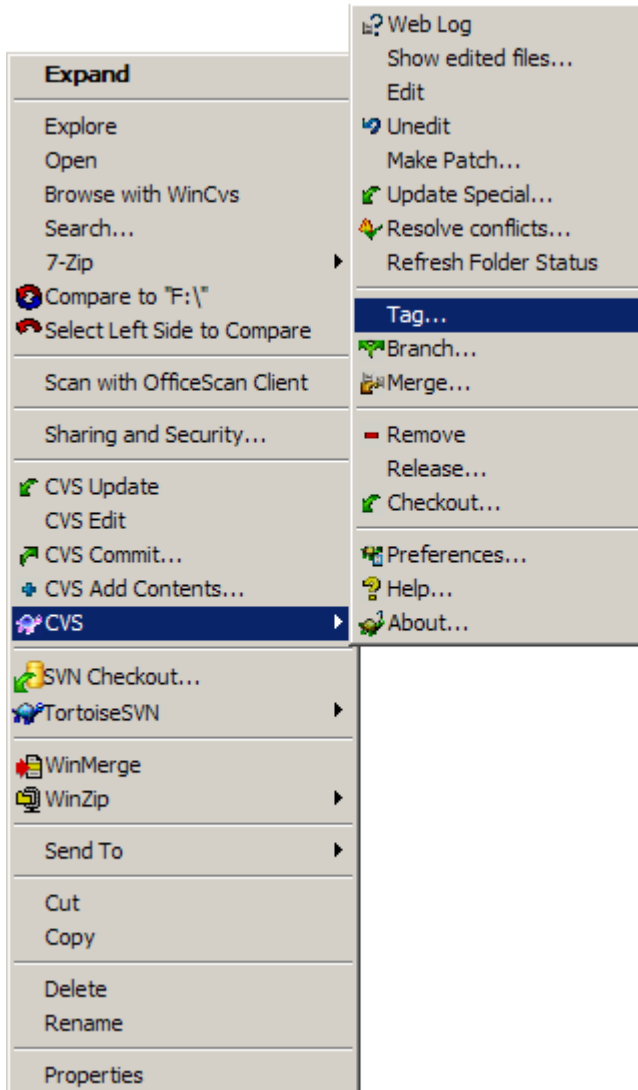 Expand
Explore
Open
Browse with WinCvs
Search...
7-Zip
Compare to "F:\"
Select Left Side to Compare
Scan with OfficeScan Client
Sharing and Security...
CVS Update
CVS Edit
CVS Commit...
CVS Add Contents...
CVS
SVN Checkout...
TortoiseSVN
WinMerge
WinZip
Send To
Cut
Copy
Delete
Rename
Properties
Web Log
Show edited files...
Edit
Unedit
Make Patch...
Update Special...
Resolve conflicts...
Refresh Folder Status
Tag...
Branch...
Merge...
Remove
Release...
Checkout...
Preferences...
Help...
About...